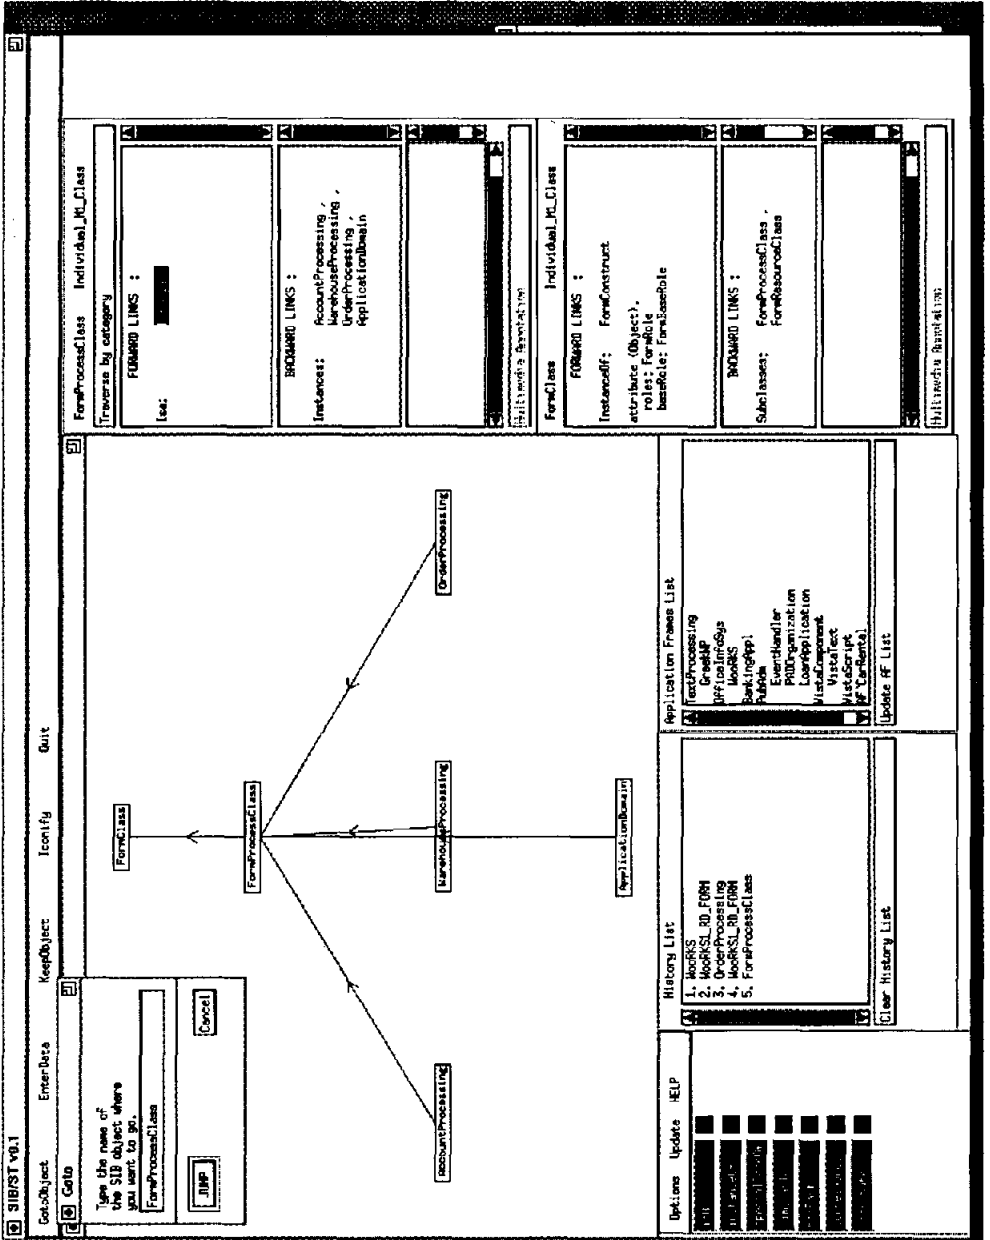 SIB/ST v0.1
GotoObject EnterData KeepObject Iconify Quit
Goto
Type the name of
the SIB object where
you want to go.
FormProcessClass
JUMP
Cancel
FormClass
FormProcessClass
AccountProcessing
WarehouseProcessing
OrderProcessing
ApplicationDomain
FormProcessClass Individual_M1_Class
Traverse by category
FORWARD LINKS :
Isa:
BACKWARD LINKS :
Instances: AccountProcessing ,
WarehouseProcessing ,
OrderProcessing ,
ApplicationDomain
Multimedia Annotation
FormClass Individual_M1_Class
FORWARD LINKS :
InstanceOf: FormConstruct
attribute (Object),
roles: FormRole
baseRole: FormBaseRole
BACKWARD LINKS :
Subclasses: FormProcessClass ,
FormResourceClass
Multimedia Annotation
Options Update HELP
History List
1. WooRKS
2. WooRKS1_RD_FORM
3. OrderProcessing
4. WooRKS1_RD_FORM
5. FormProcessClass
Clear History List
Application Frames List
TextProcessing
GreekWP
OfficeInfoSys
WooRKS
BankingAppl
PubAdm
EventHandler
PADOrganization
LoanApplication
VistaComponent
VistaText
VistaScript
AF`CarRental
Update AF List